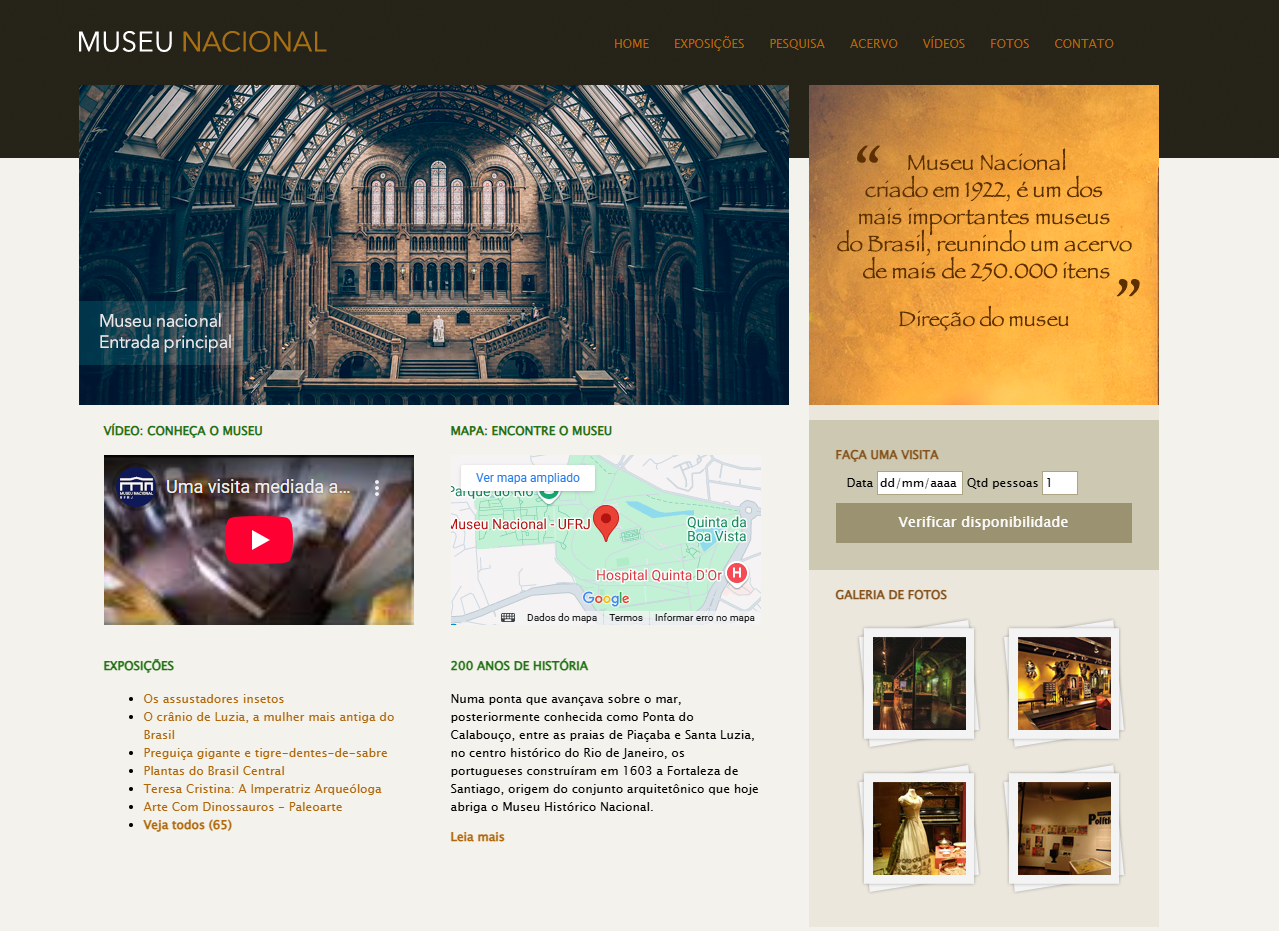 MUSEU NACIONAL
HOME EXPOSIÇÕES PESQUISA ACERVO VÍDEOS FOTOS CONTATO
Museu nacional
Entrada principal
“ Museu Nacional
criado em 1922, é um dos
mais importantes museus
do Brasil, reunindo um acervo
de mais de 250.000 itens ”
Direção do museu
VÍDEO: CONHEÇA O MUSEU
MUSEU NACIONAL
UFRJ
Uma visita mediada a...
MAPA: ENCONTRE O MUSEU
Ver mapa ampliado
Parque do Rio
Museu Nacional - UFRJ
Quinta da
Boa Vista
Hospital Quinta D'Or
H
Google
Dados do mapa Termos Informar erro no mapa
FAÇA UMA VISITA
Data dd/mm/aaaa Qtd pessoas 1
Verificar disponibilidade
EXPOSIÇÕES
Os assustadores insetos
O crânio de Luzia, a mulher mais antiga do
Brasil
Preguiça gigante e tigre-dentes-de-sabre
Plantas do Brasil Central
Teresa Cristina: A Imperatriz Arqueóloga
Arte Com Dinossauros - Paleoarte
Veja todos (65)
200 ANOS DE HISTÓRIA
Numa ponta que avançava sobre o mar,
posteriormente conhecida como Ponta do
Calabouço, entre as praias de Piaçaba e Santa Luzia,
no centro histórico do Rio de Janeiro, os
portugueses construíram em 1603 a Fortaleza de
Santiago, origem do conjunto arquitetônico que hoje
abriga o Museu Histórico Nacional.
Leia mais
GALERIA DE FOTOS